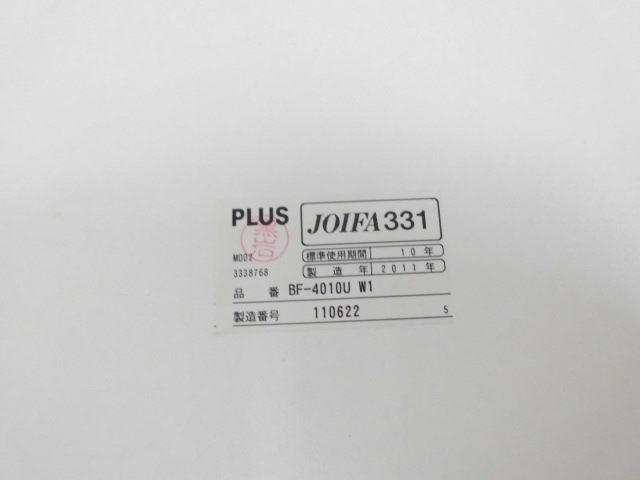 PLUS
JOIFA331
M002
標準使用期間 10年
3338768
製造年 2011年
品番 BF-4010U W1
製造番号 110622 5